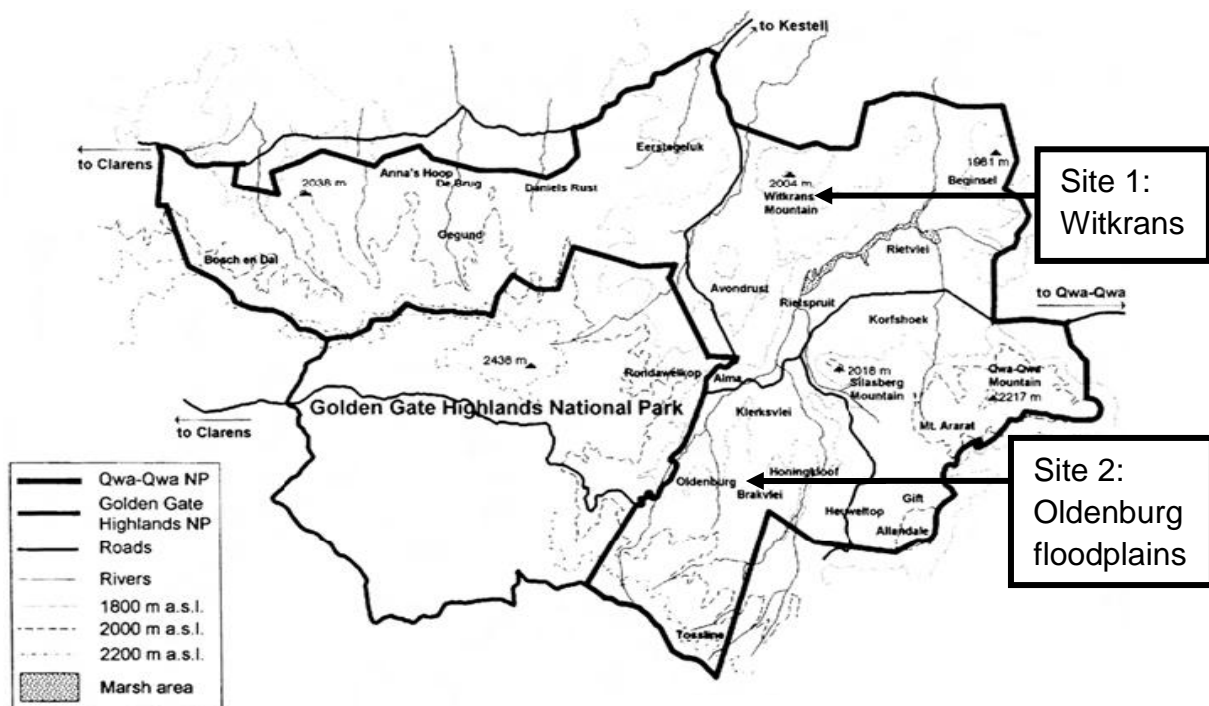 to Kestell
to Clarens
Eerstegeluk
1981 m
Beginsel
Site 1:
Witkrans
Anna's Hoop
De Brug
Daniels Rust
2038 m
2004 m
Witkrans
Mountain
Gegund
Bosch en Dal
Rietvlei
Avondrust
Rietspruit
to Qwa-Qwa
Korfshoek
2438 m
Rondawelkop
Alma
2018 m
Silasberg
Mountain
Qwa-Qwa
Mountain
2217 m
Golden Gate Highlands National Park
Klerksvlei
to Clarens
Mt. Ararat
Site 2:
Oldenburg
floodplains
Oldenburg
Honingkloof
Brakvlei
Gift
Heuweltop
Allandale
Tossline
Qwa-Qwa NP
Golden Gate
Highlands NP
Roads
Rivers
1800 m a.s.l.
2000 m a.s.l.
2200 m a.s.l.
Marsh area